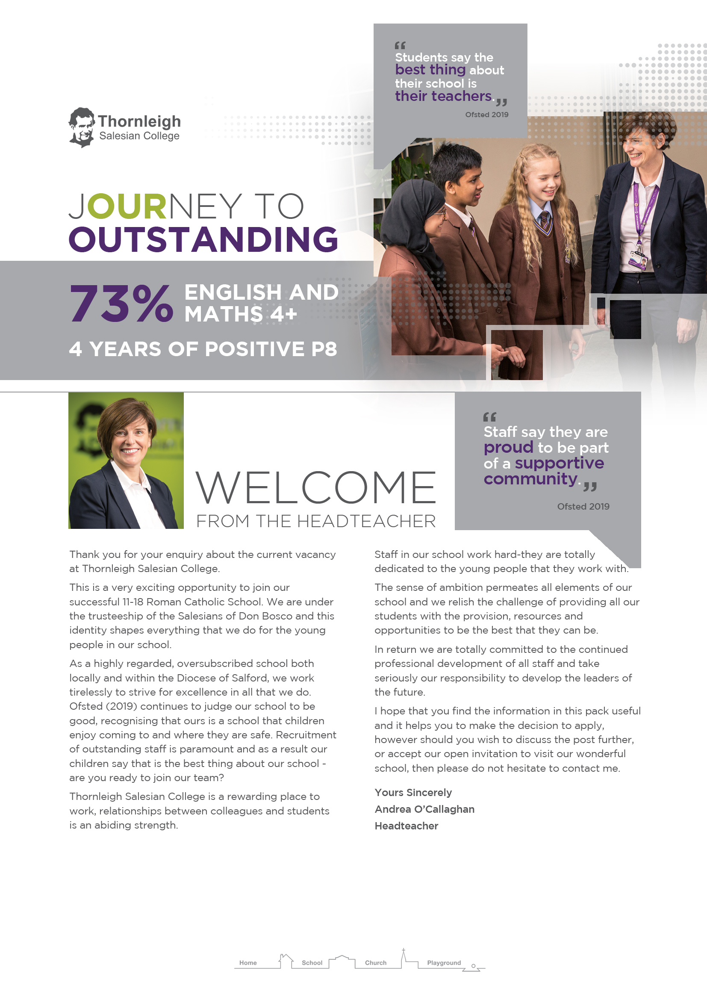 “
Students say the
best thing about
their school is
their teachers.”
Ofsted 2019
Thornleigh
Salesian College
JOURNEY TO
OUTSTANDING
73% ENGLISH AND
MATHS 4+
4 YEARS OF POSITIVE P8
WELCOME
FROM THE HEADTEACHER
“
Staff say they are
proud to be part
of a supportive
community.”
Ofsted 2019
Thank you for your enquiry about the current vacancy
at Thornleigh Salesian College.
This is a very exciting opportunity to join our
successful 11-18 Roman Catholic School. We are under
the trusteeship of the Salesians of Don Bosco and this
identity shapes everything that we do for the young
people in our school.
As a highly regarded, oversubscribed school both
locally and within the Diocese of Salford, we work
tirelessly to strive for excellence in all that we do.
Ofsted (2019) continues to judge our school to be
good, recognising that ours is a school that children
enjoy coming to and where they are safe. Recruitment
of outstanding staff is paramount and as a result our
children say that is the best thing about our school -
are you ready to join our team?
Thornleigh Salesian College is a rewarding place to
work, relationships between colleagues and students
is an abiding strength.
Staff in our school work hard-they are totally
dedicated to the young people that they work with.
The sense of ambition permeates all elements of our
school and we relish the challenge of providing all our
students with the provision, resources and
opportunities to be the best that they can be.
In return we are totally committed to the continued
professional development of all staff and take
seriously our responsibility to develop the leaders of
the future.
I hope that you find the information in this pack useful
and it helps you to make the decision to apply,
however should you wish to discuss the post further,
or accept our open invitation to visit our wonderful
school, then please do not hesitate to contact me.
Yours Sincerely
Andrea O’Callaghan
Headteacher
Home School Church Playground